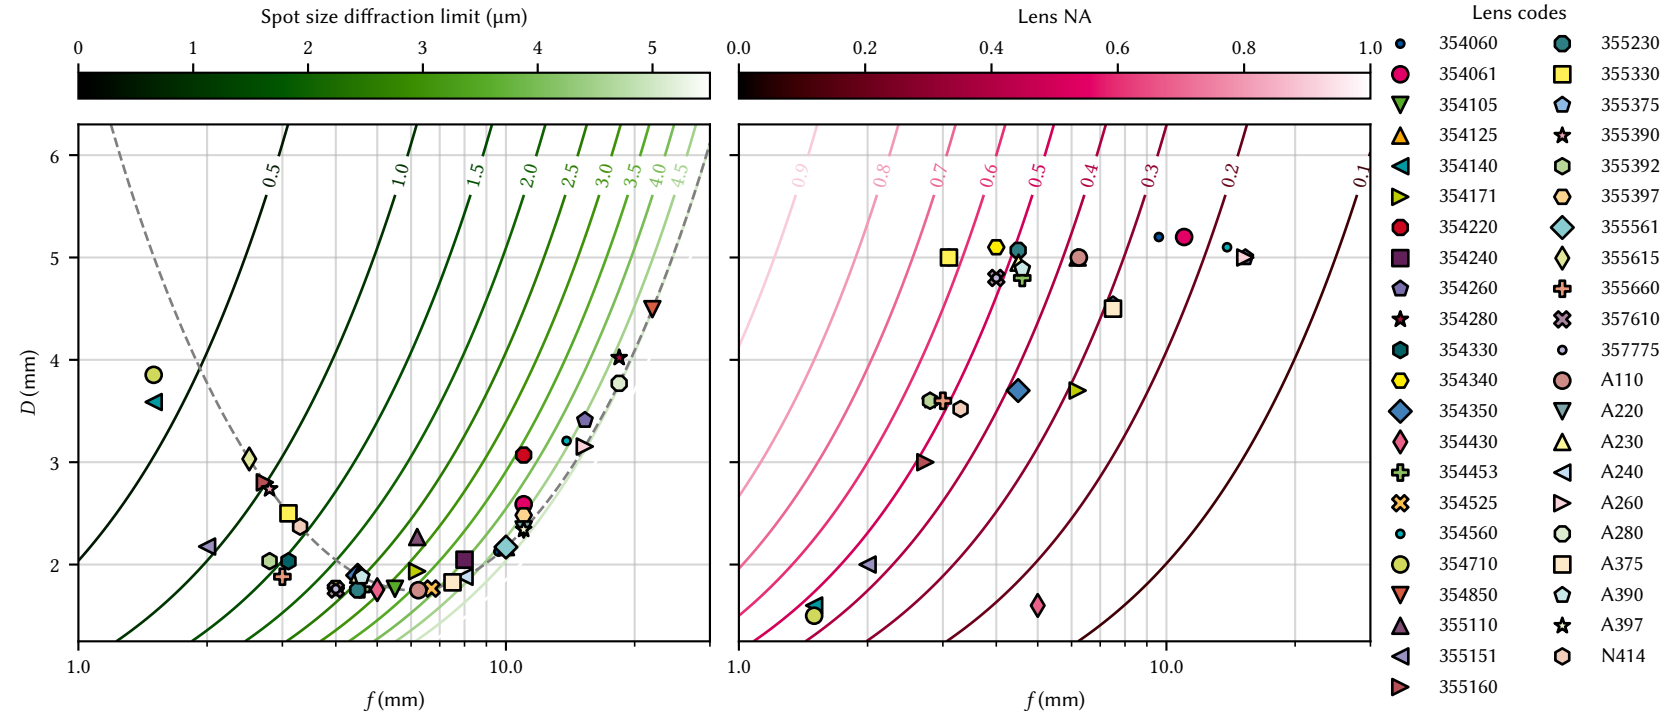 Spot size diffraction limit (μm)
0 1 2 3 4 5
D (mm)
6
5
4
3
2
0.5 1.0 1.5 2.0 2.5 3.0 3.5 4.0 4.5
1.0 10.0
f (mm)
Lens NA
0.0 0.2 0.4 0.6 0.8 1.0
0.9 0.8 0.7 0.6 0.5 0.4 0.3 0.2 0.1
1.0 10.0
f (mm)
Lens codes
354060
354061
354105
354125
354140
354171
354220
354240
354260
354280
354330
354340
354350
354430
354453
354525
354560
354710
354850
355110
355151
355160
355230
355330
355375
355390
355392
355397
355561
355615
355660
357610
357775
A110
A220
A230
A240
A260
A280
A375
A390
A397
N414